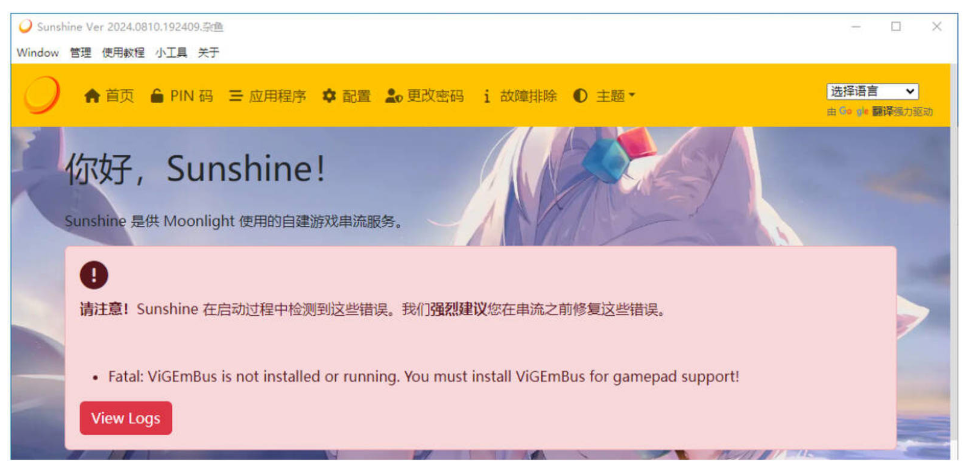 Sunshine Ver 2024.0810.192409.杂鱼
Window 管理 使用教程 小工具 关于
首页 PIN 码 应用程序 配置 更改密码 故障排除 主题
选择语言
由 Google 翻译强力驱动
你好，Sunshine！
Sunshine 是供 Moonlight 使用的自建游戏串流服务。
请注意！Sunshine 在启动过程中检测到这些错误。我们强烈建议您在串流之前修复这些错误。
• Fatal: ViGEmBus is not installed or running. You must install ViGEmBus for gamepad support!
View Logs